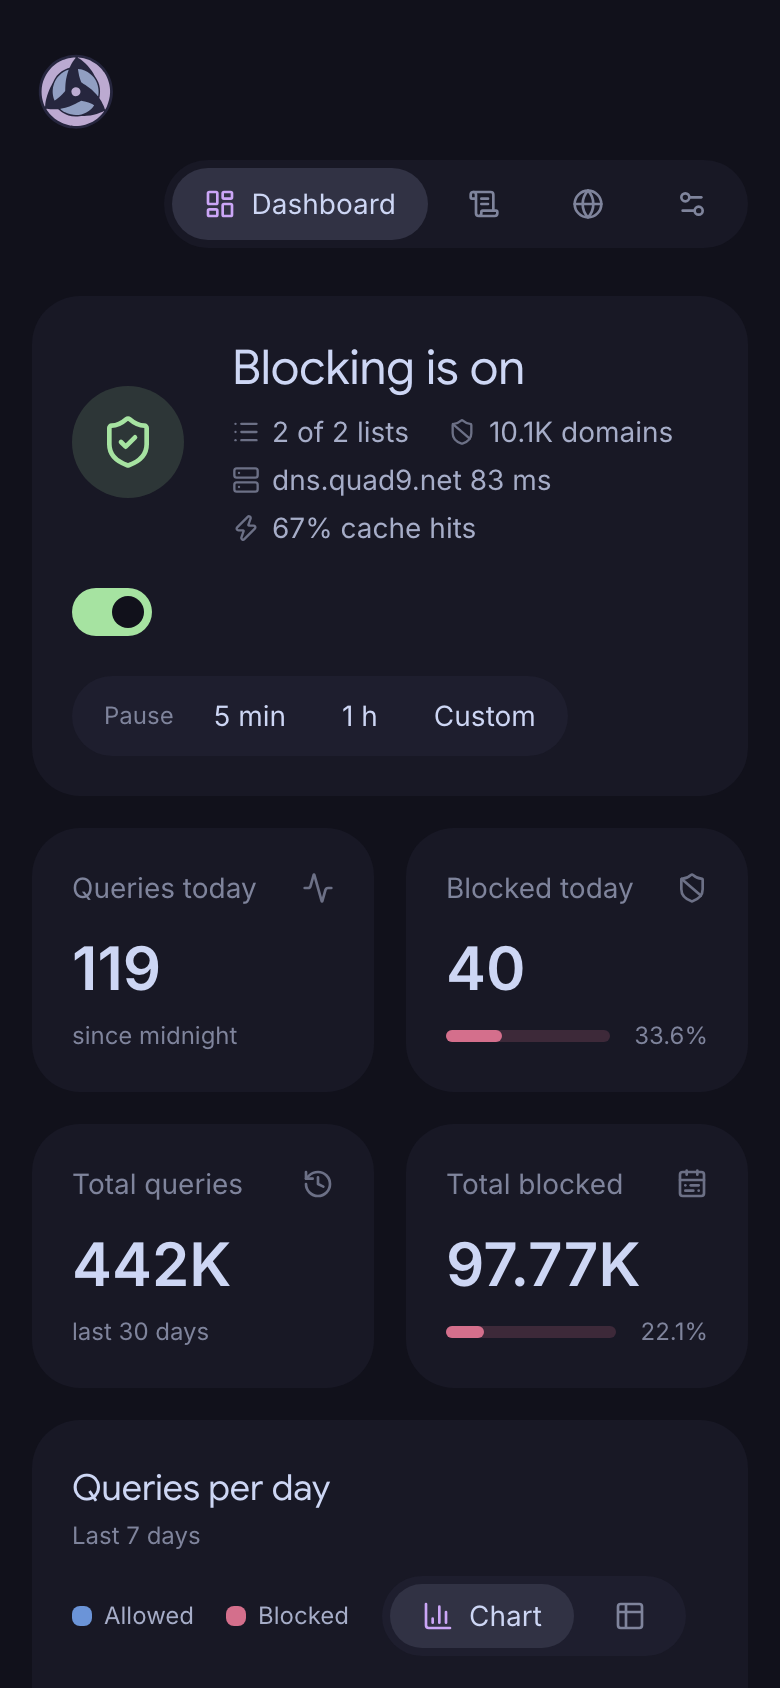 Dashboard
Blocking is on
2 of 2 lists 10.1K domains
dns.quad9.net 83 ms
67% cache hits
Pause 5 min 1 h Custom
Queries today
119
since midnight
Blocked today
40
33.6%
Total queries
442K
last 30 days
Total blocked
97.77K
22.1%
Queries per day
Last 7 days
Allowed Blocked Chart